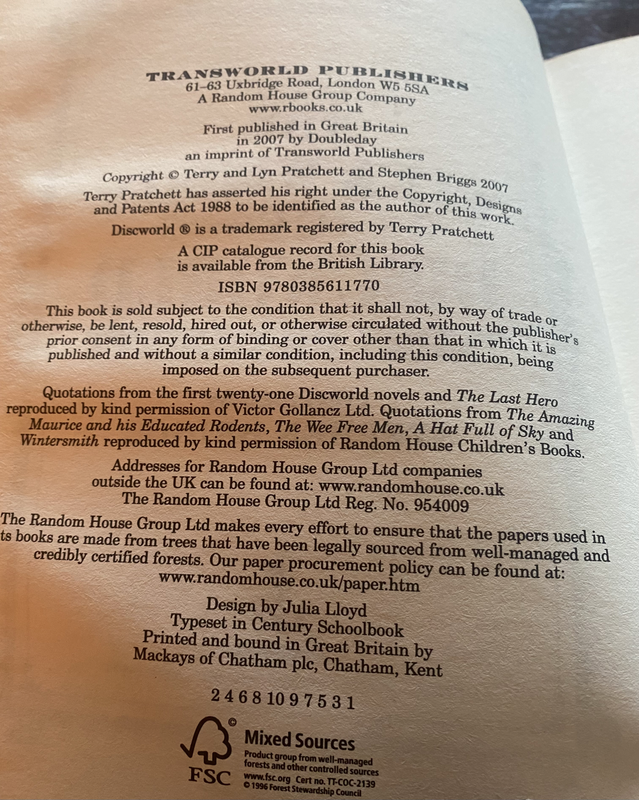 TRANSWORLD PUBLISHERS
61–63 Uxbridge Road, London W5 5SA
A Random House Group Company
www.rbooks.co.uk
First published in Great Britain
in 2007 by Doubleday
an imprint of Transworld Publishers
Copyright © Terry and Lyn Pratchett and Stephen Briggs 2007
Terry Pratchett has asserted his right under the Copyright, Designs
and Patents Act 1988 to be identified as the author of this work.
Discworld ® is a trademark registered by Terry Pratchett
A CIP catalogue record for this book
is available from the British Library.
ISBN 9780385611770
This book is sold subject to the condition that it shall not, by way of trade or
otherwise, be lent, resold, hired out, or otherwise circulated without the publisher's
prior consent in any form of binding or cover other than that in which it is
published and without a similar condition, including this condition, being
imposed on the subsequent purchaser.
Quotations from the first twenty-one Discworld novels and The Last Hero
reproduced by kind permission of Victor Gollancz Ltd. Quotations from The Amazing
Maurice and his Educated Rodents, The Wee Free Men, A Hat Full of Sky and
Wintersmith reproduced by kind permission of Random House Children's Books.
Addresses for Random House Group Ltd companies
outside the UK can be found at: www.randomhouse.co.uk
The Random House Group Ltd Reg. No. 954009
The Random House Group Ltd makes every effort to ensure that the papers used in
ts books are made from trees that have been legally sourced from well-managed and
credibly certified forests. Our paper procurement policy can be found at:
www.randomhouse.co.uk/paper.htm
Design by Julia Lloyd
Typeset in Century Schoolbook
Printed and bound in Great Britain by
Mackays of Chatham plc, Chatham, Kent
2 4 6 8 10 9 7 5 3 1
©
FSC
Mixed Sources
Product group from well-managed
forests and other controlled sources
www.fsc.org Cert no. TT-COC-2139
© 1996 Forest Stewardship Council